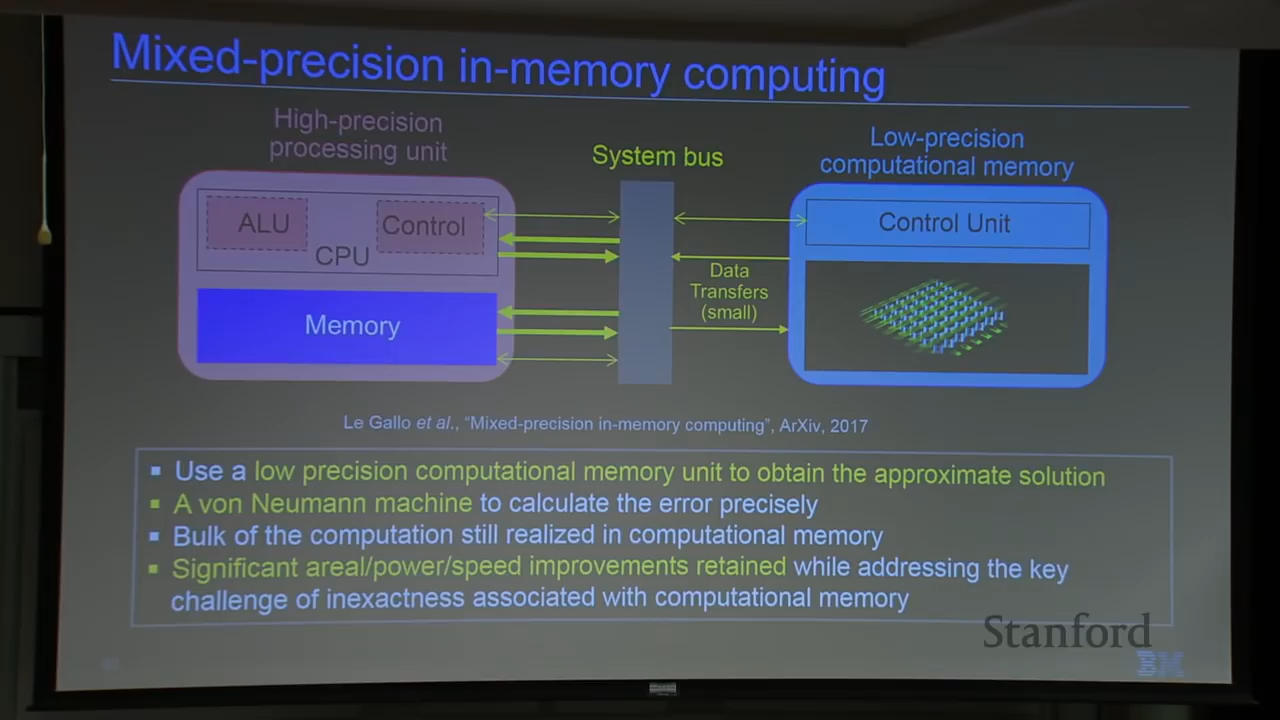 Mixed-precision in-memory computing
High-precision
processing unit
System bus
Low-precision
computational memory
ALU
Control
CPU
Memory
Control Unit
Data
Transfers
(small)
Le Gallo et al., “Mixed-precision in-memory computing”, ArXiv, 2017
▪ Use a low precision computational memory unit to obtain the approximate solution
▪ A von Neumann machine to calculate the error precisely
▪ Bulk of the computation still realized in computational memory
▪ Significant areal/power/speed improvements retained while addressing the key
challenge of inexactness associated with computational memory
Stanford
IBM